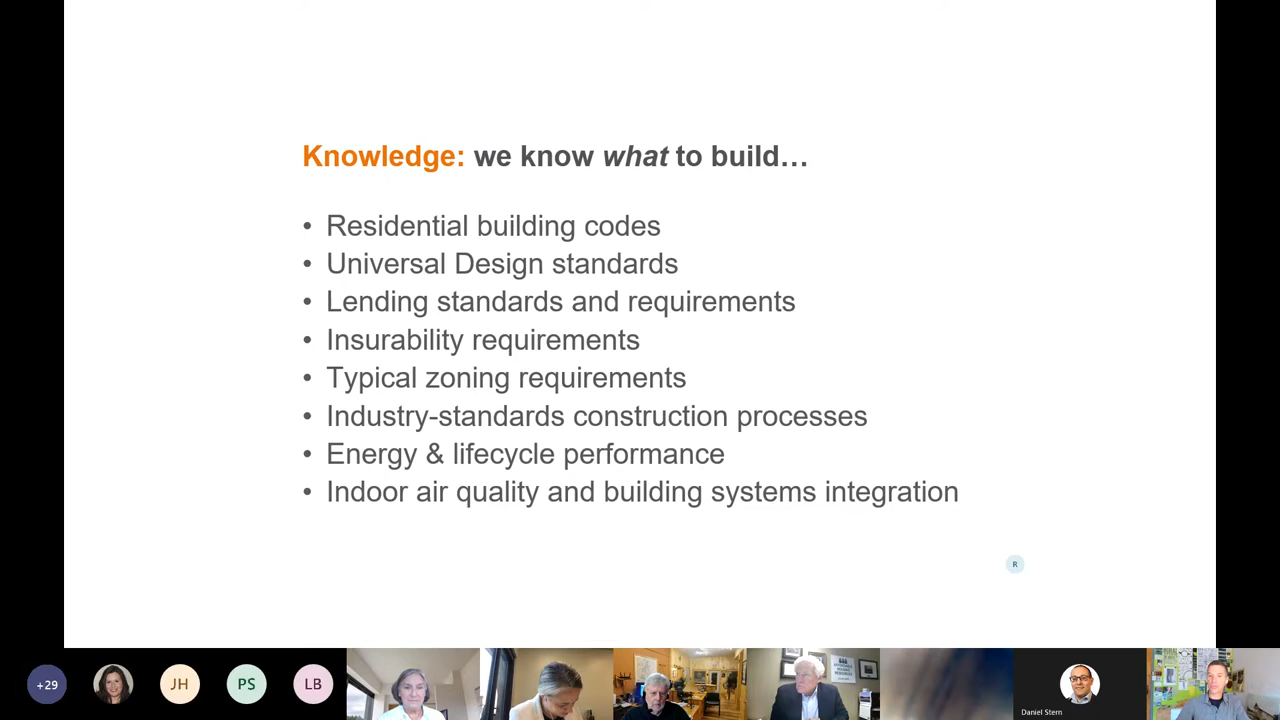 Knowledge: we know what to build…
• Residential building codes
• Universal Design standards
• Lending standards and requirements
• Insurability requirements
• Typical zoning requirements
• Industry-standards construction processes
• Energy & lifecycle performance
• Indoor air quality and building systems integration
R
+29
JH
PS
LB
Daniel Stern